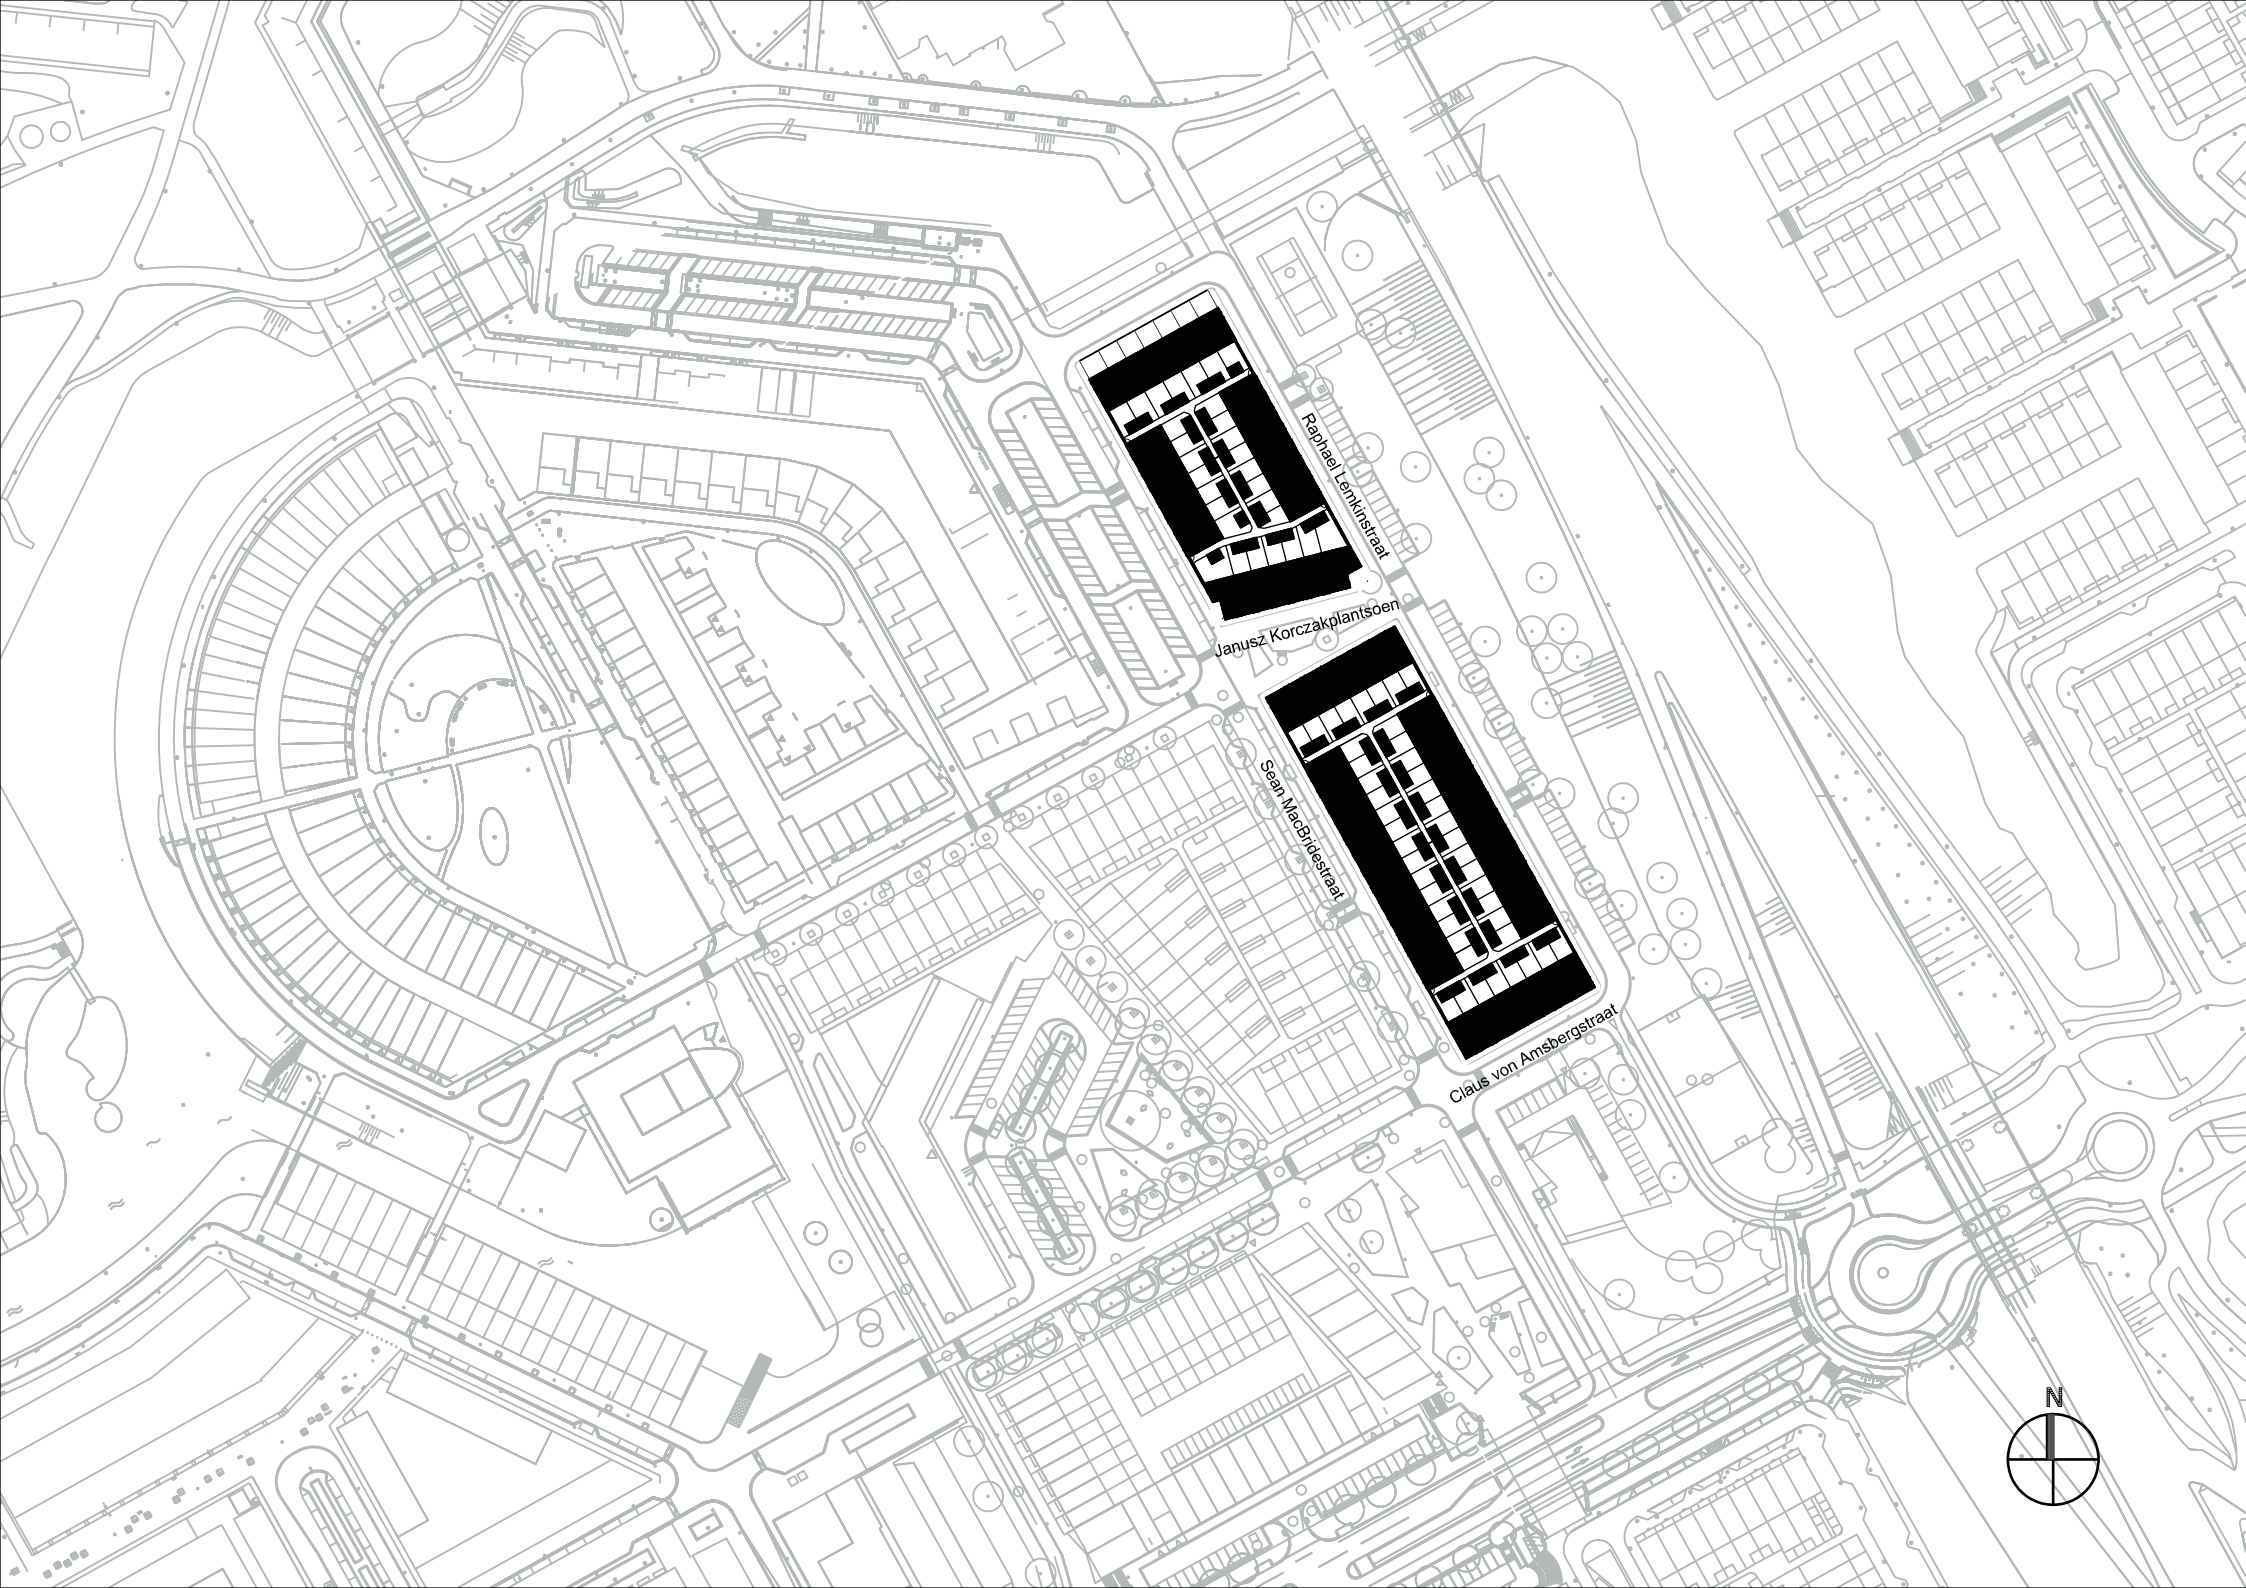 Raphael Lemkinstraat
Janusz Korczakplantsoen
Sean MacBridestraat
Claus von Amsbergstraat
N